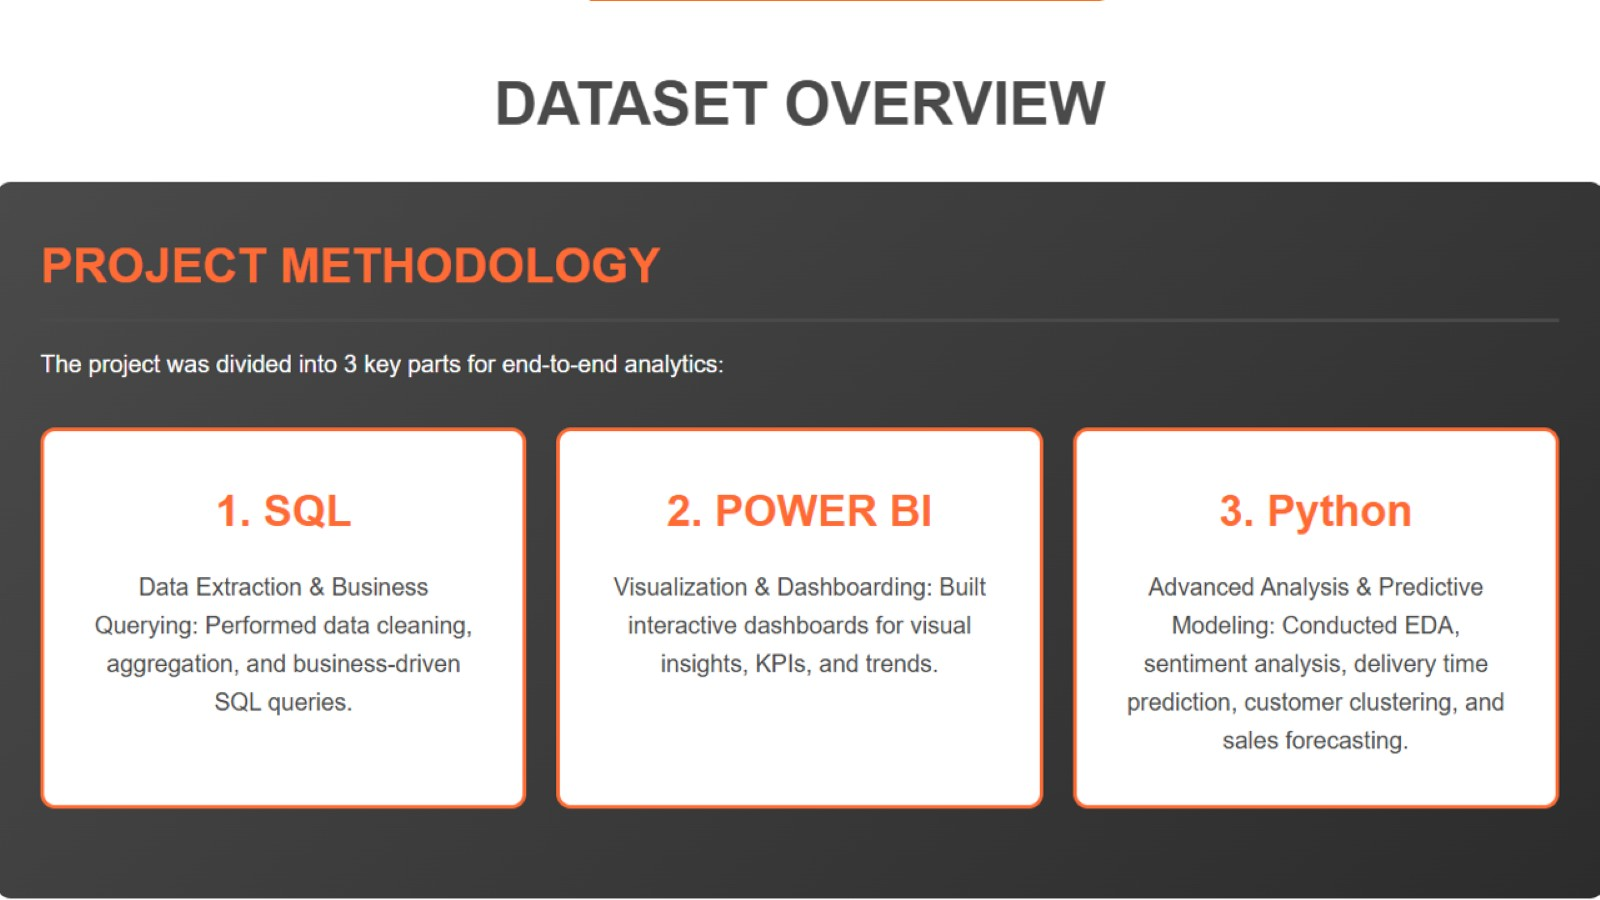 DATASET OVERVIEW
PROJECT METHODOLOGY
The project was divided into 3 key parts for end-to-end analytics:
1. SQL
Data Extraction & Business
Querying: Performed data cleaning,
aggregation, and business-driven
SQL queries.
2. POWER BI
Visualization & Dashboarding: Built
interactive dashboards for visual
insights, KPIs, and trends.
3. Python
Advanced Analysis & Predictive
Modeling: Conducted EDA,
sentiment analysis, delivery time
prediction, customer clustering, and
sales forecasting.